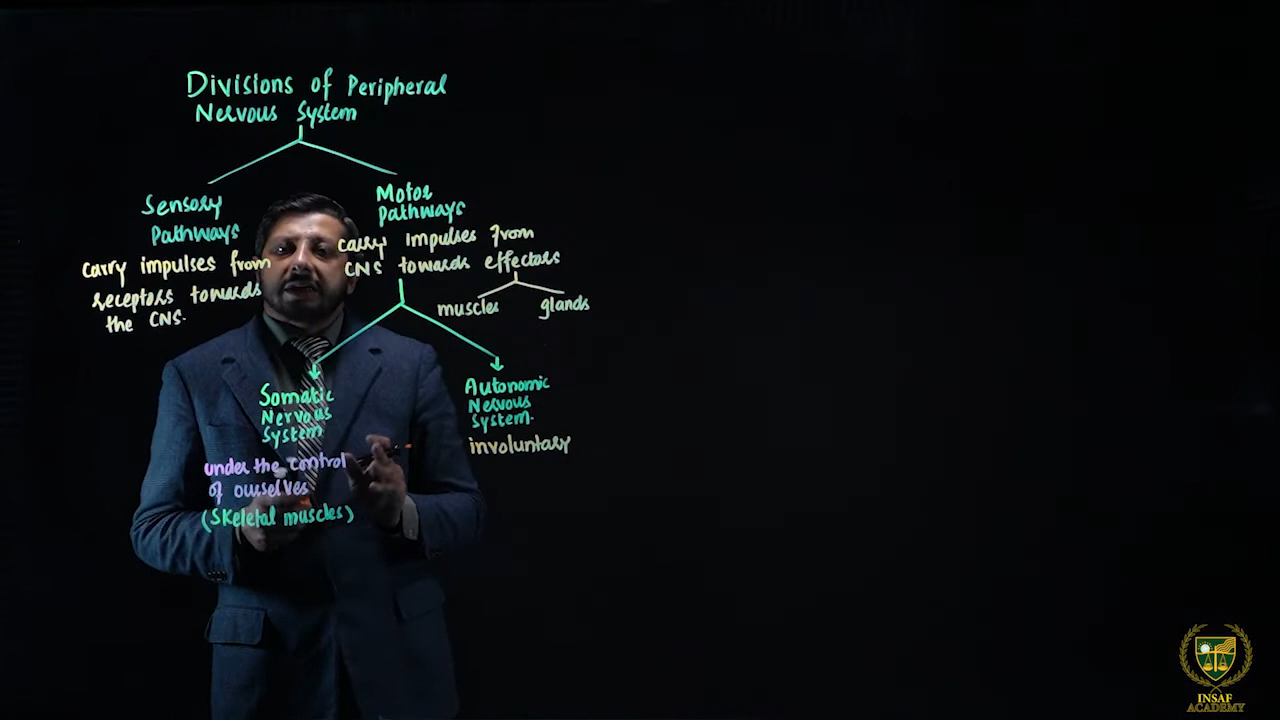 Divisions of Peripheral
Nervous System
Sensory
Pathways
Carry impulses from
receptors towards
the CNS.
Motor
Pathways
Carry impulses from
CNS towards effectors
muscles
glands
Somatic
Nervous
System
under the control
of ourselves
(Skeletal muscles)
Autonomic
Nervous
System.
involuntary
INSAF
ACADEMY